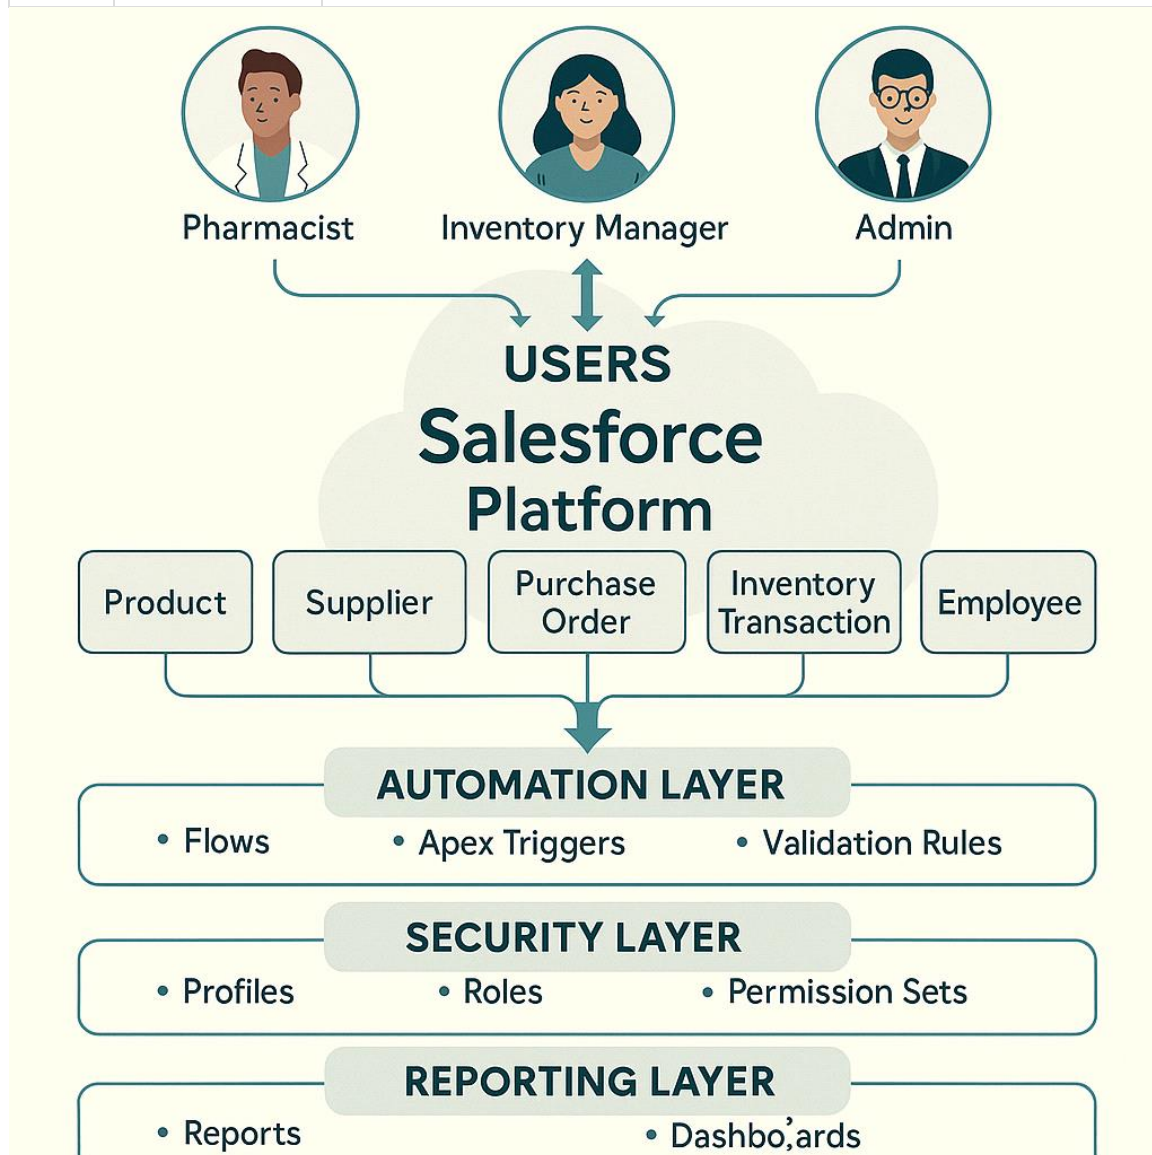 Pharmacist
Inventory Manager
Admin
USERS
Salesforce
Platform
Product
Supplier
Purchase
Order
Inventory
Transaction
Employee
AUTOMATION LAYER
• Flows
• Apex Triggers
• Validation Rules
SECURITY LAYER
• Profiles
• Roles
• Permission Sets
REPORTING LAYER
• Reports
• Dashbo,̓ards